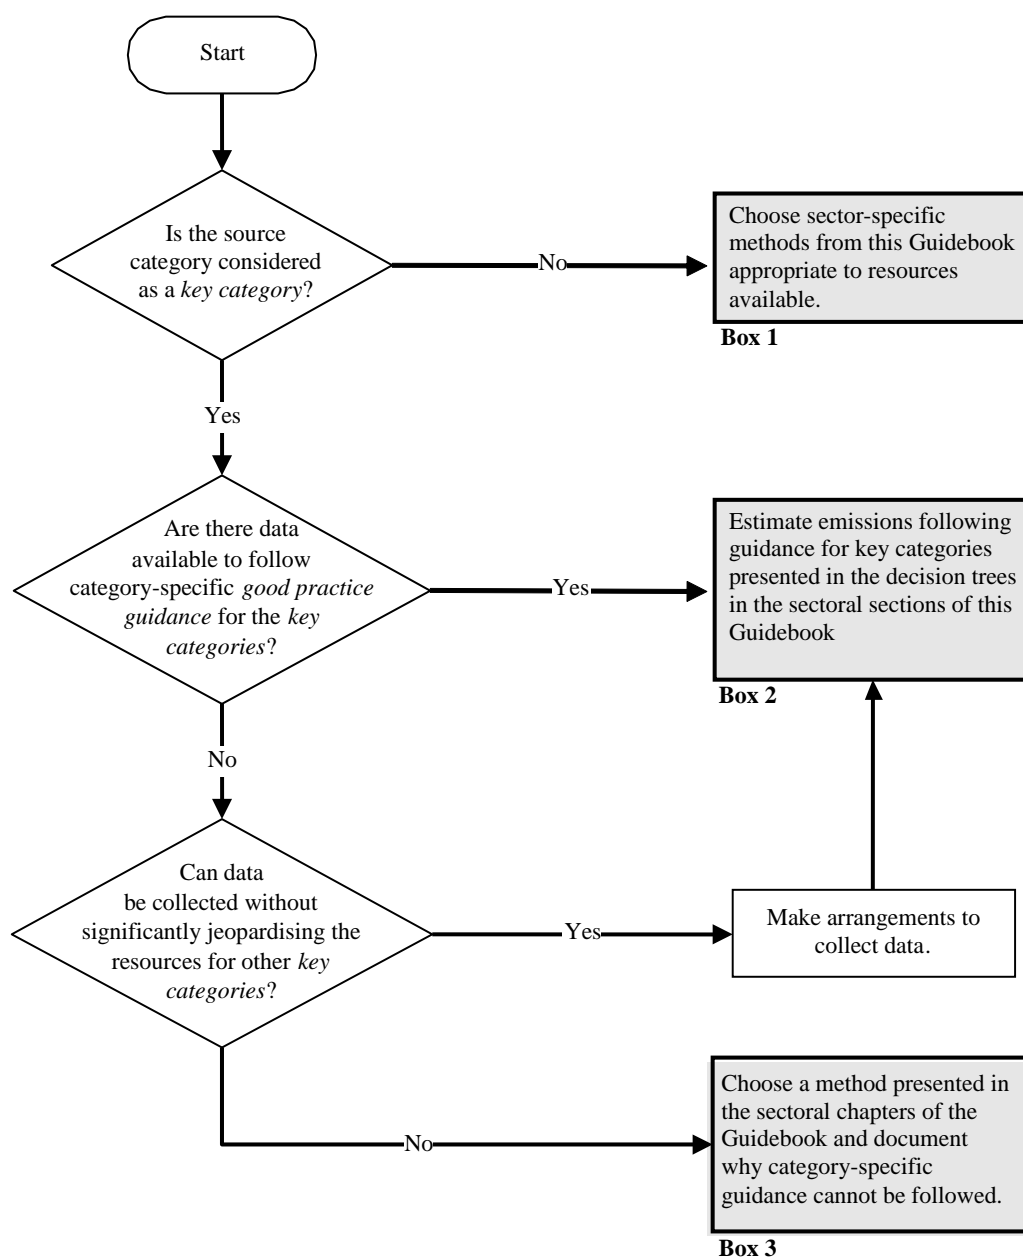 Start
Is the source
category considered
as a key category?
No
Choose sector-specific
methods from this Guidebook
appropriate to resources
available.
Box 1
Yes
Are there data
available to follow
category-specific good practice
guidance for the key
categories?
Yes
Estimate emissions following
guidance for key categories
presented in the decision trees
in the sectoral sections of this
Guidebook
Box 2
No
Can data
be collected without
significantly jeopardising the
resources for other key
categories?
Yes
Make arrangements to
collect data.
No
Choose a method presented in
the sectoral chapters of the
Guidebook and document
why category-specific
guidance cannot be followed.
Box 3